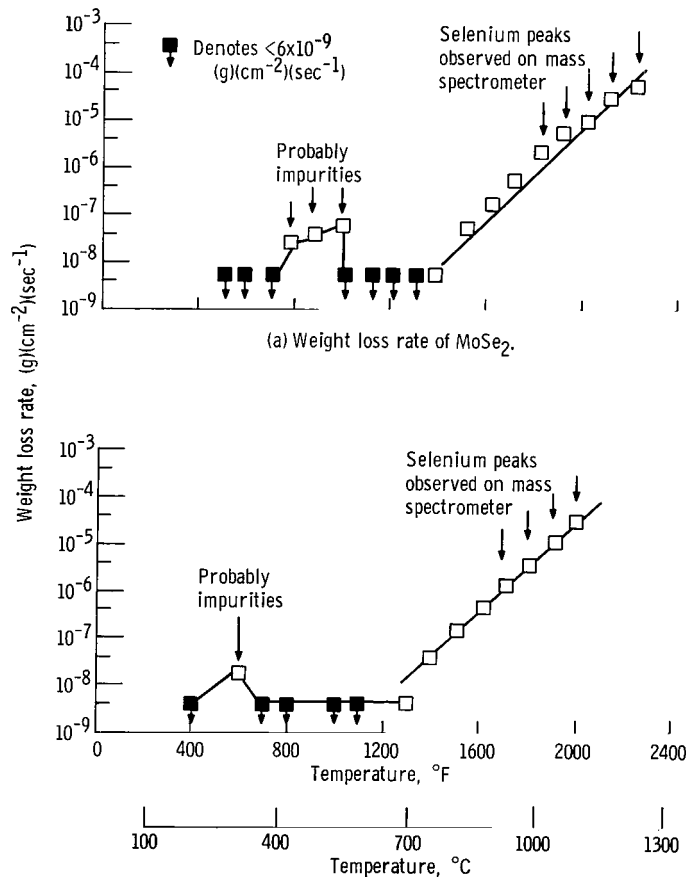 10⁻³
Denotes <6x10⁻⁹
(g)(cm⁻²)(sec⁻¹)
Selenium peaks
observed on mass
spectrometer
10⁻⁴
10⁻⁵
10⁻⁶
Probably
impurities
10⁻⁷
10⁻⁸
10⁻⁹
(a) Weight loss rate of MoSe₂.
Weight loss rate, (g)(cm⁻²)(sec⁻¹)
10⁻³
Selenium peaks
observed on mass
spectrometer
10⁻⁴
10⁻⁵
10⁻⁶
Probably
impurities
10⁻⁷
10⁻⁸
10⁻⁹
0 400 800 1200 1600 2000 2400
Temperature, °F
100 400 700 1000 1300
Temperature, °C